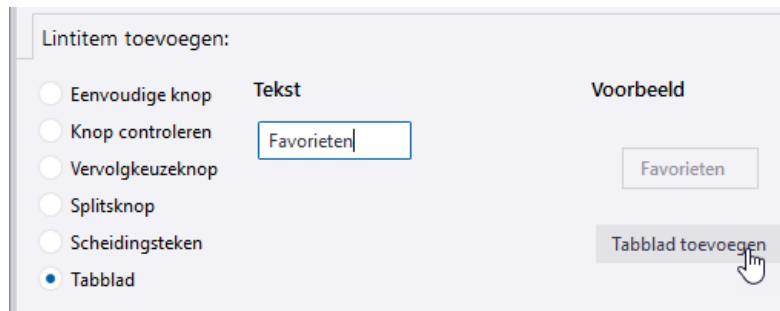 Lintitem toevoegen:
Eenvoudige knop
Knop controleren
Vervolgkeuzeknop
Splitsknop
Scheidingsteken
Tabblad
Tekst
Favorieten
Voorbeeld
Favorieten
Tabblad toevoegen